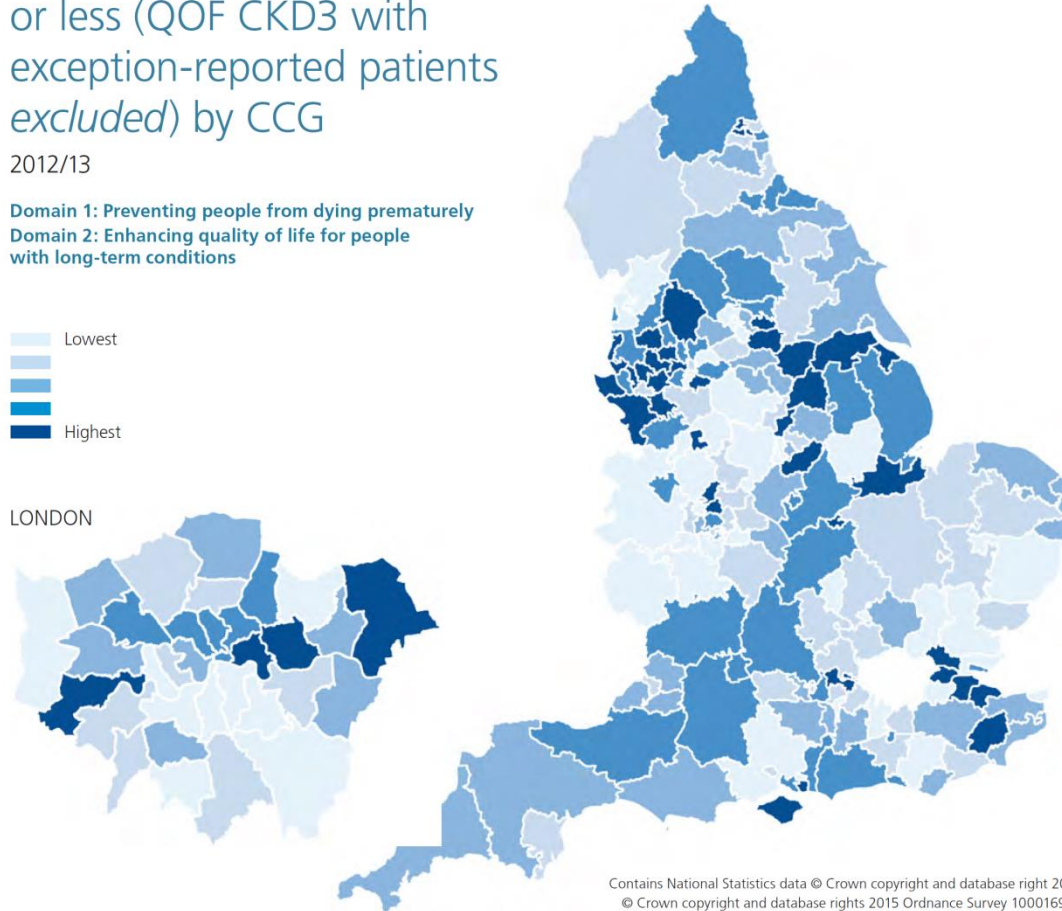 or less (QOF CKD3 with
exception-reported patients
excluded) by CCG
2012/13
Domain 1: Preventing people from dying prematurely
Domain 2: Enhancing quality of life for people
with long-term conditions
Lowest
Highest
LONDON
Contains National Statistics data © Crown copyright and database right 20
© Crown copyright and database rights 2015 Ordnance Survey 100016